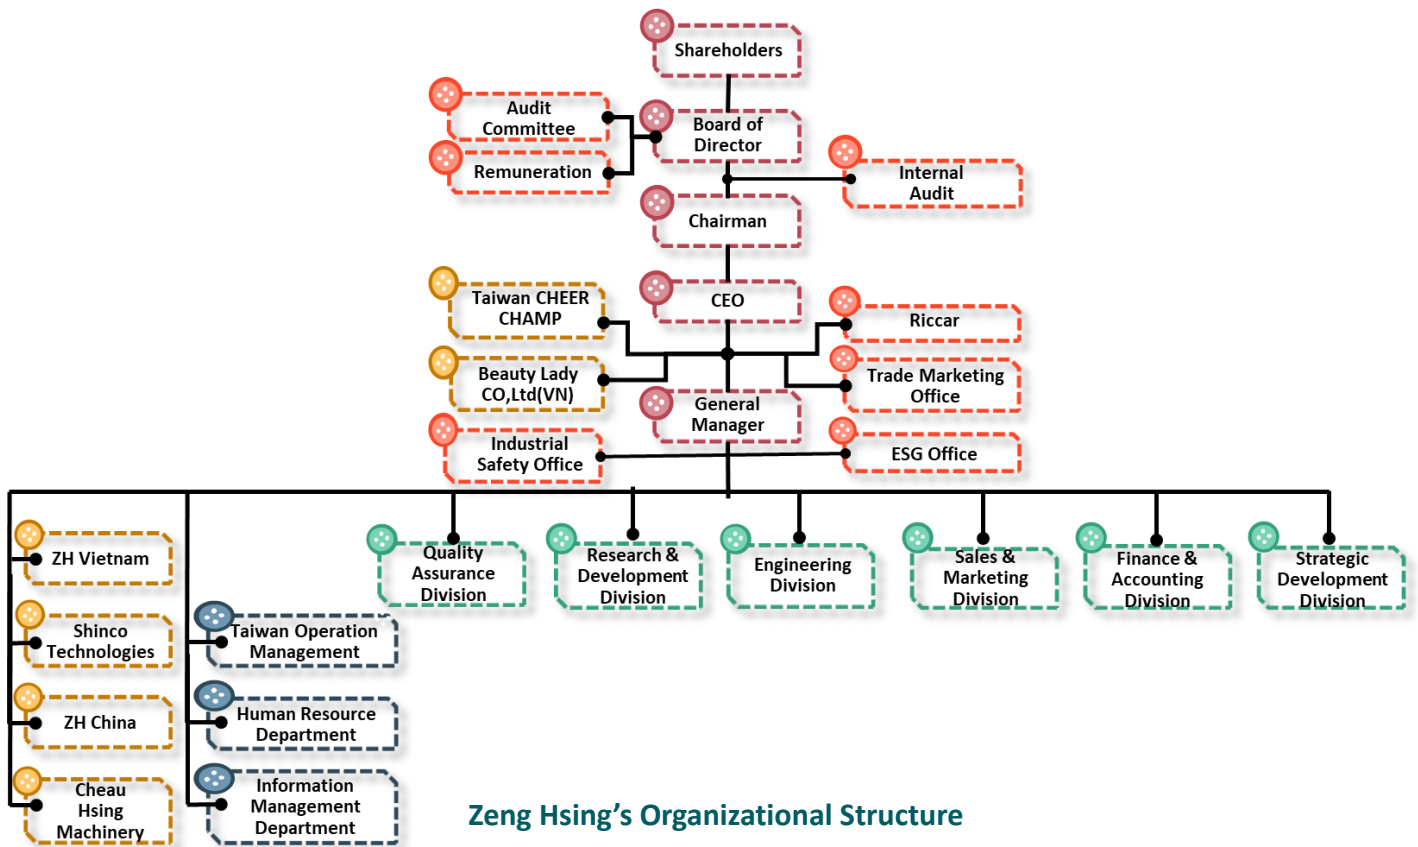 Shareholders
Audit
Committee
Board of
Director
Remuneration
Internal
Audit
Chairman
Taiwan CHEER
CHAMP
CEO
Riccar
Beauty Lady
CO,Ltd(VN)
Trade Marketing
Office
General
Manager
Industrial
Safety Office
ESG Office
ZH Vietnam
Quality
Assurance
Division
Research &
Development
Division
Engineering
Division
Sales &
Marketing
Division
Finance &
Accounting
Division
Strategic
Development
Division
Shinco
Technologies
Taiwan Operation
Management
ZH China
Human Resource
Department
Cheau
Hsing
Machinery
Information
Management
Department
Zeng Hsing’s Organizational Structure